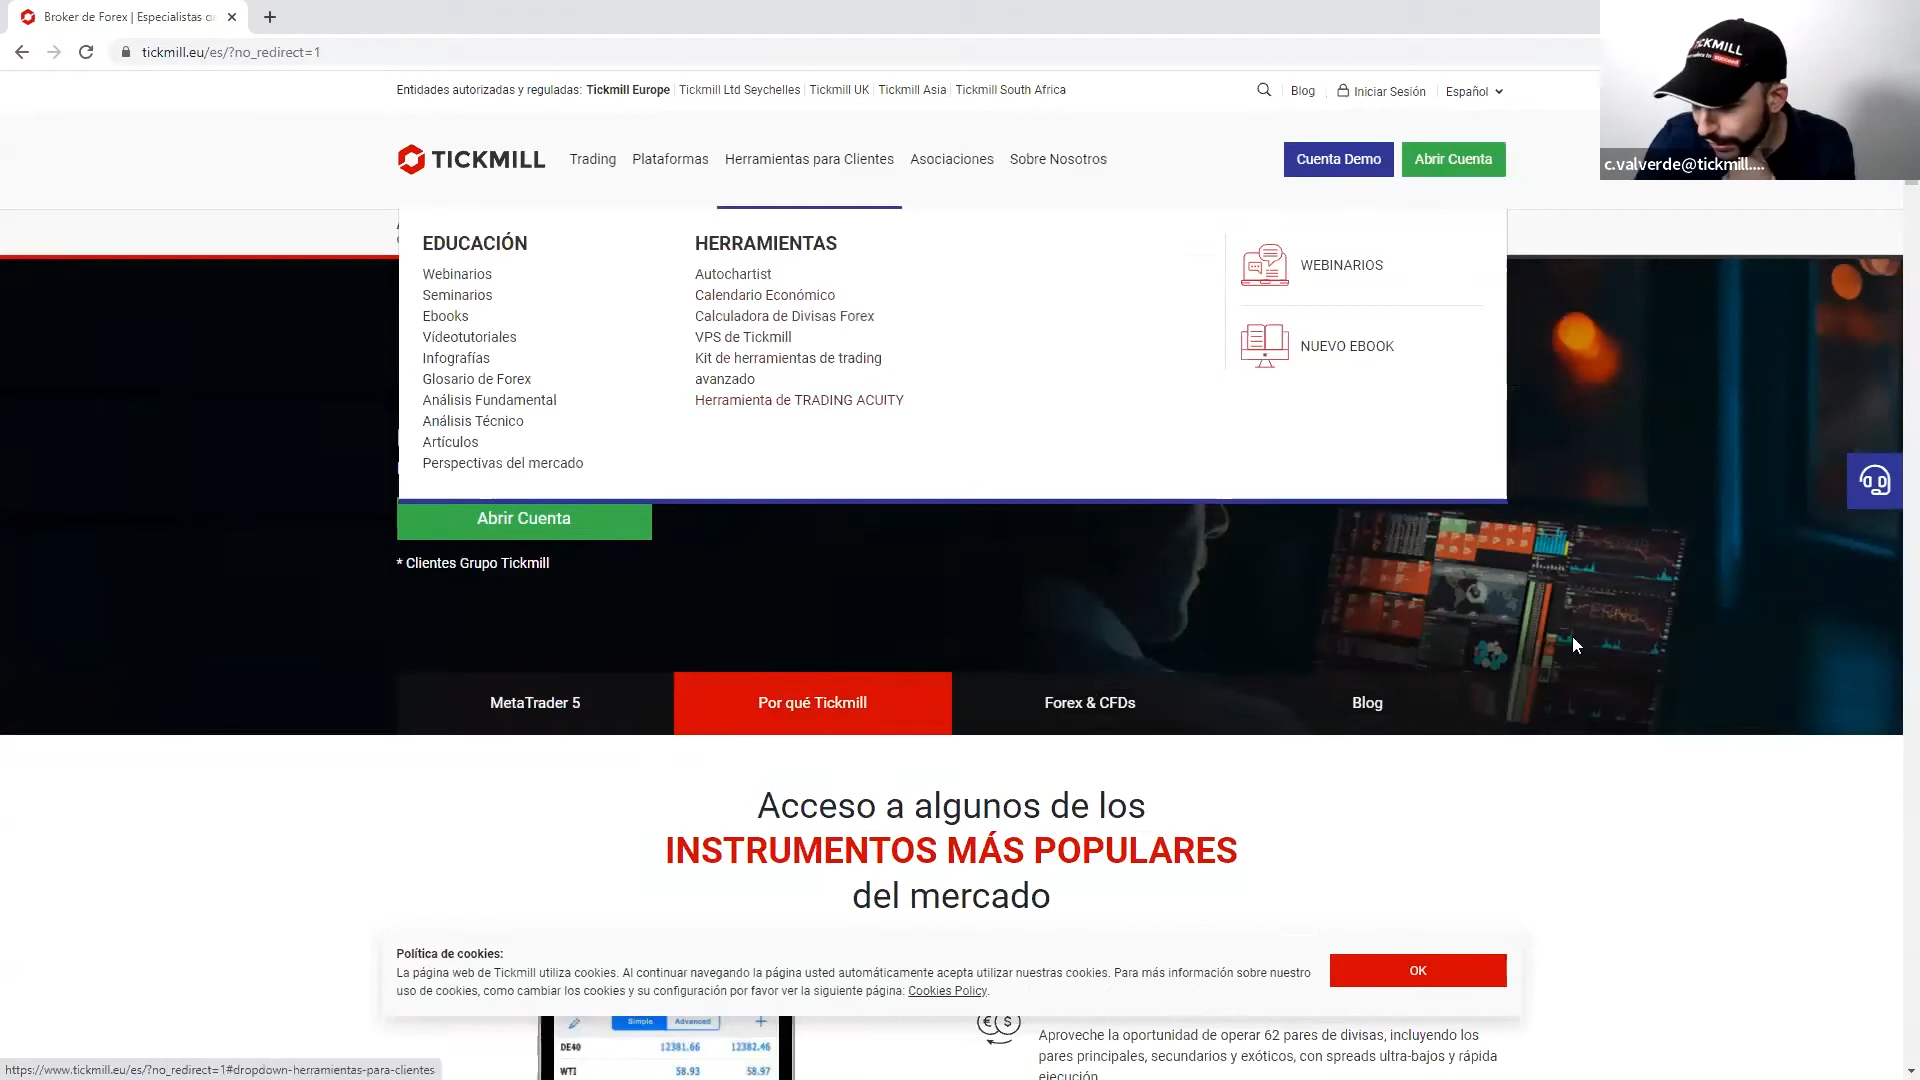 Broker de Forex | Especialistas o
tickmill.eu/es/?no_redirect=1
TICKMILL
succeed
c.valverde@tickmill....
Entidades autorizadas y reguladas: Tickmill Europe Tickmill Ltd Seychelles Tickmill UK Tickmill Asia Tickmill South Africa
Blog Iniciar Sesión Español
TICKMILL Trading Plataformas Herramientas para Clientes Asociaciones Sobre Nosotros Cuenta Demo Abrir Cuenta
EDUCACIÓN
Webinarios
Seminarios
Ebooks
Vídeotutoriales
Infografías
Glosario de Forex
Análisis Fundamental
Análisis Técnico
Artículos
Perspectivas del mercado
HERRAMIENTAS
Autochartist
Calendario Económico
Calculadora de Divisas Forex
VPS de Tickmill
Kit de herramientas de trading
avanzado
Herramienta de TRADING ACUITY
WEBINARIOS
NUEVO EBOOK
Abrir Cuenta
* Clientes Grupo Tickmill
MetaTrader 5 Por qué Tickmill Forex & CFDs Blog
Acceso a algunos de los
INSTRUMENTOS MÁS POPULARES
del mercado
Política de cookies:
La página web de Tickmill utiliza cookies. Al continuar navegando la página usted automáticamente acepta utilizar nuestras cookies. Para más información sobre nuestro
uso de cookies, como cambiar los cookies y su configuración por favor ver la siguiente página: Cookies Policy.
OK
Simple Advanced
DE40 12381.66 12382.46
WTI 58.93 58.97
Aproveche la oportunidad de operar 62 pares de divisas, incluyendo los
pares principales, secundarios y exóticos, con spreads ultra-bajos y rápida
ejecución
https://www.tickmill.eu/es/?no_redirect=1#dropdown-herramientas-para-clientes